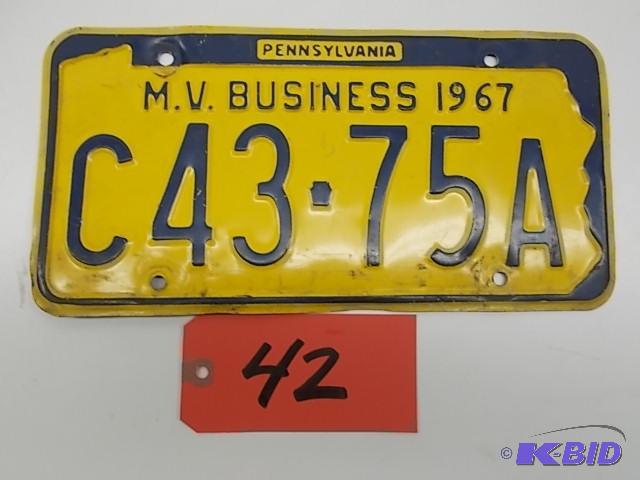 PENNSYLVANIA
M.V. BUSINESS 1967
C43-75A
42
© K-BID